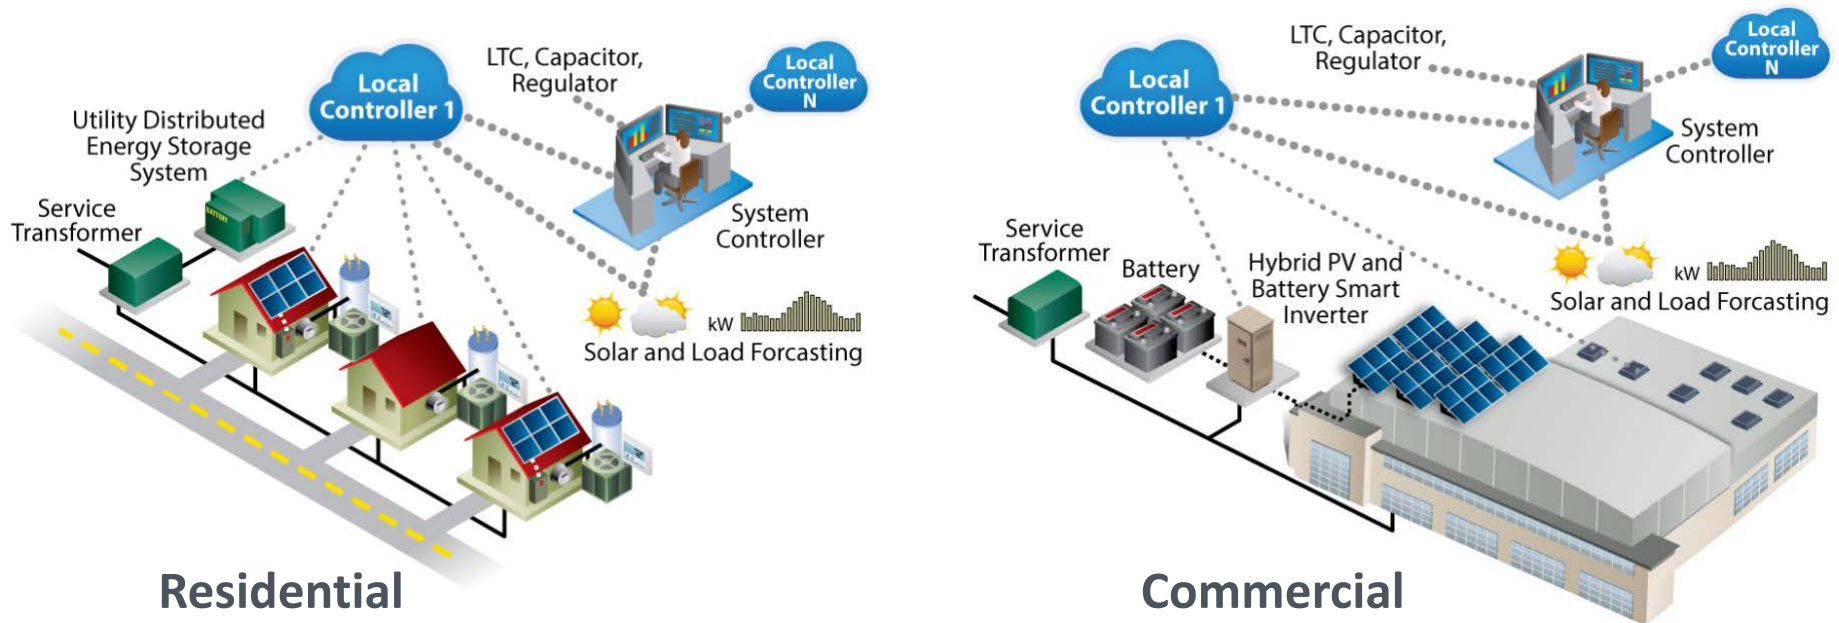 LTC, Capacitor,
Regulator
Local
Controller 1
Local
Controller
N
Utility Distributed
Energy Storage
System
Service
Transformer
BATTERY
System
Controller
kW
Solar and Load Forcasting
Residential
LTC, Capacitor,
Regulator
Local
Controller 1
Local
Controller
N
System
Controller
Service
Transformer
Battery
Hybrid PV and
Battery Smart
Inverter
kW
Solar and Load Forcasting
Commercial